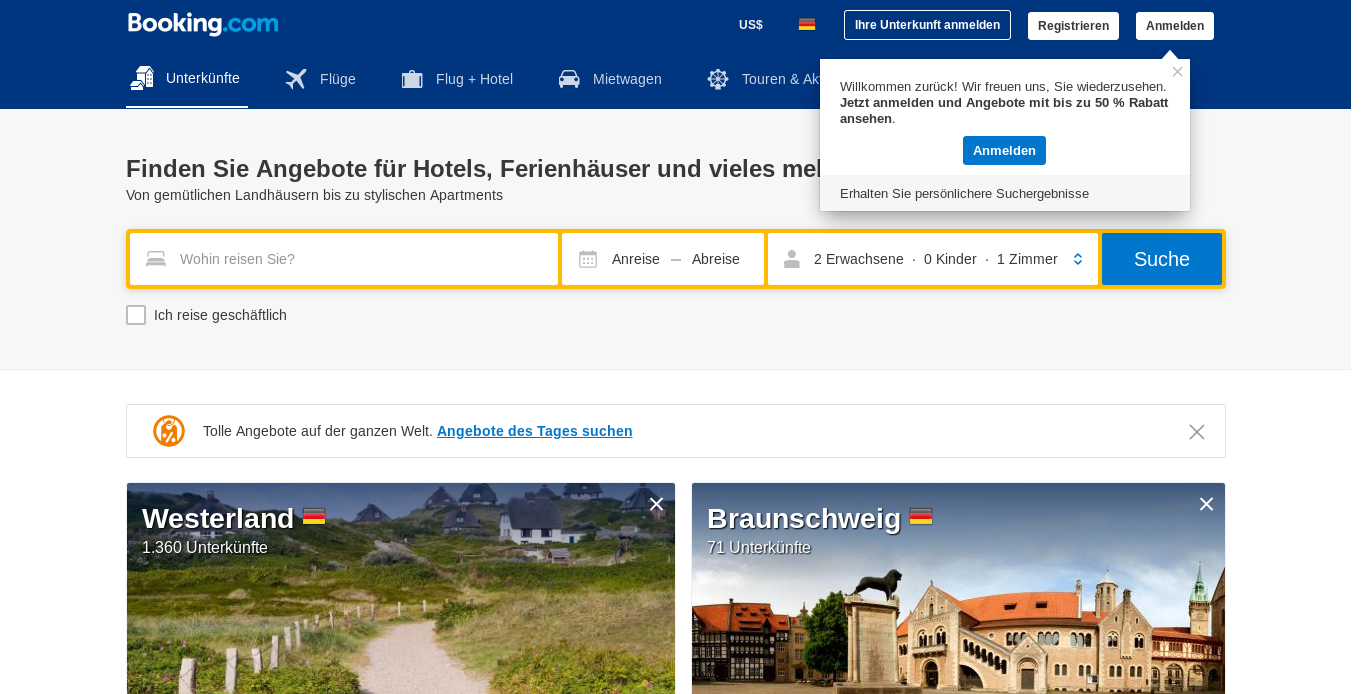 Booking.com
US$
Ihre Unterkunft anmelden
Registrieren
Anmelden
Unterkünfte
Flüge
Flug + Hotel
Mietwagen
Touren &
Willkommen zurück! Wir freuen uns, Sie wiederzusehen.
Jetzt anmelden und Angebote mit bis zu 50 % Rabatt
ansehen.
Anmelden
Erhalten Sie persönlichere Suchergebnisse
Finden Sie Angebote für Hotels, Ferienhäuser und vieles
Von gemütlichen Landhäusern bis zu stylischen Apartments
Wohin reisen Sie?
Anreise — Abreise
2 Erwachsene · 0 Kinder · 1 Zimmer
Suche
Ich reise geschäftlich
Tolle Angebote auf der ganzen Welt. Angebote des Tages suchen
Westerland
1.360 Unterkünfte
Braunschweig
71 Unterkünfte